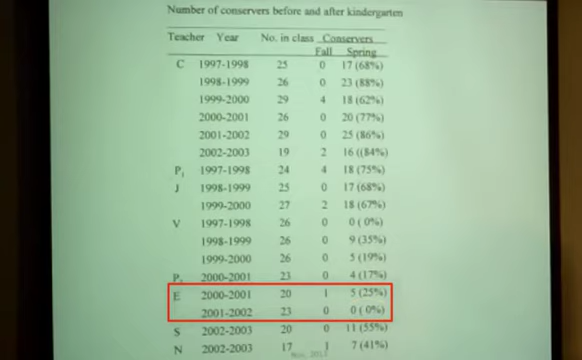 Number of conservers before and after kindergarten
Teacher Year No. in class Conservers
Fall Spring
C 1997-1998 25 0 17 (68%)
1998-1999 26 0 23 (88%)
1999-2000 29 4 18 (62%)
2000-2001 26 0 20 (77%)
2001-2002 29 0 25 (86%)
2002-2003 19 2 16 ((84%)
P1 1997-1998 24 4 18 (75%)
J 1998-1999 25 0 17 (68%)
1999-2000 27 2 18 (67%)
V 1997-1998 26 0 0 ( 0%)
1998-1999 26 0 9 (35%)
1999-2000 26 0 5 (19%)
P 2000-2001 23 0 4 (17%)
E 2000-2001 20 1 5 (25%)
2001-2002 23 0 0 ( 0%)
S 2002-2003 20 0 11 (55%)
N 2002-2003 17 1 7 (41%)